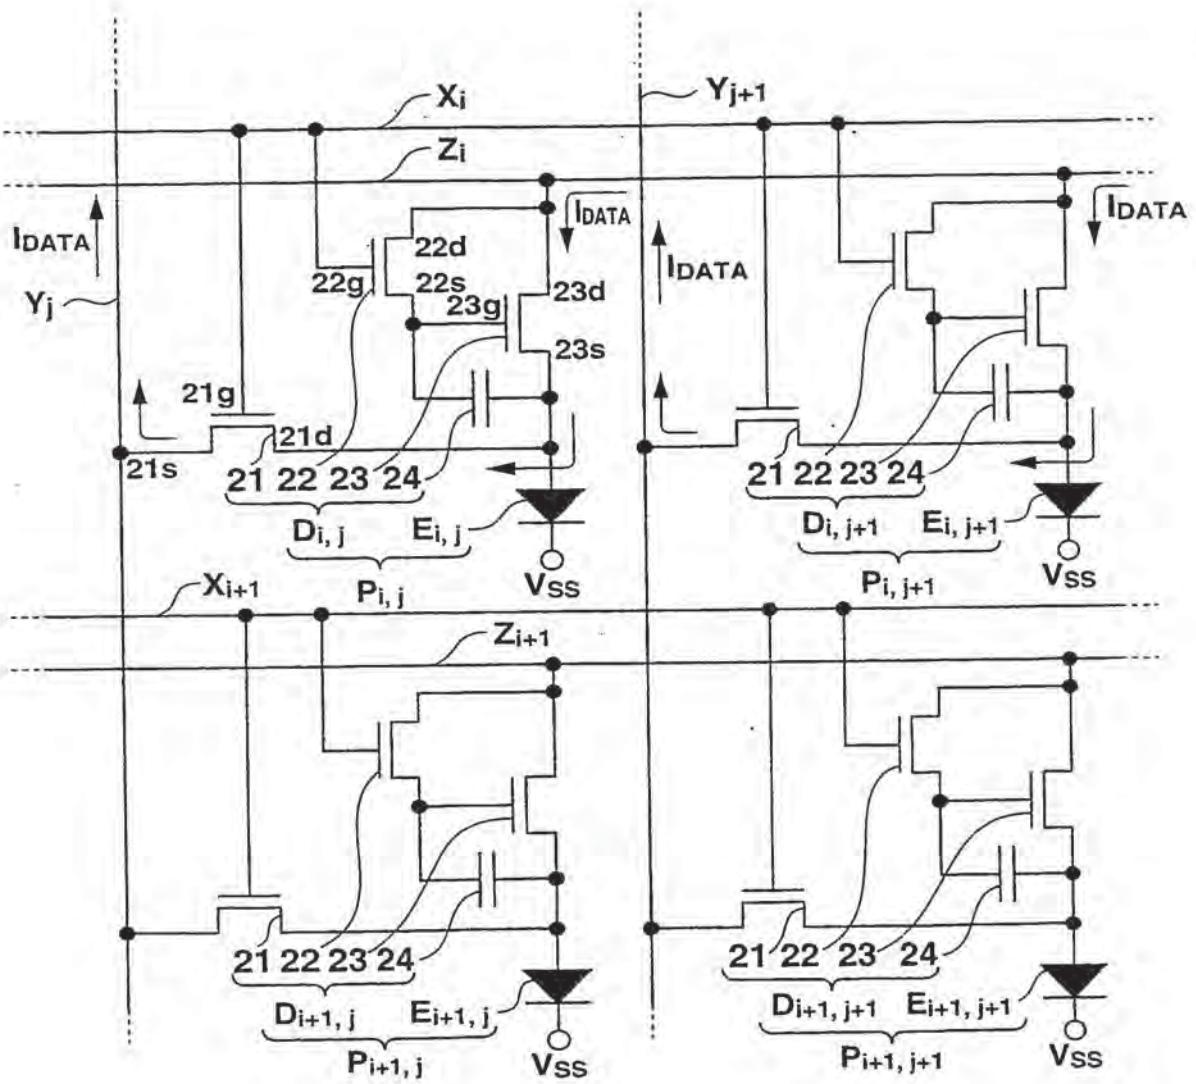 Xi
Yj+1
Zi
IDATA
IDATA
IDATA
IDATA
22d
22g
22s
23g
23d
Yj
23s
21g
21d
21s
21 22 23 24
21 22 23 24
Di, j
Ei, j
Di, j+1
Ei, j+1
Pi, j
VSS
Pi, j+1
VSS
Xi+1
Zi+1
21 22 23 24
21 22 23 24
Di+1, j
Ei+1, j
Di+1, j+1
Ei+1, j+1
Pi+1, j
VSS
Pi+1, j+1
VSS